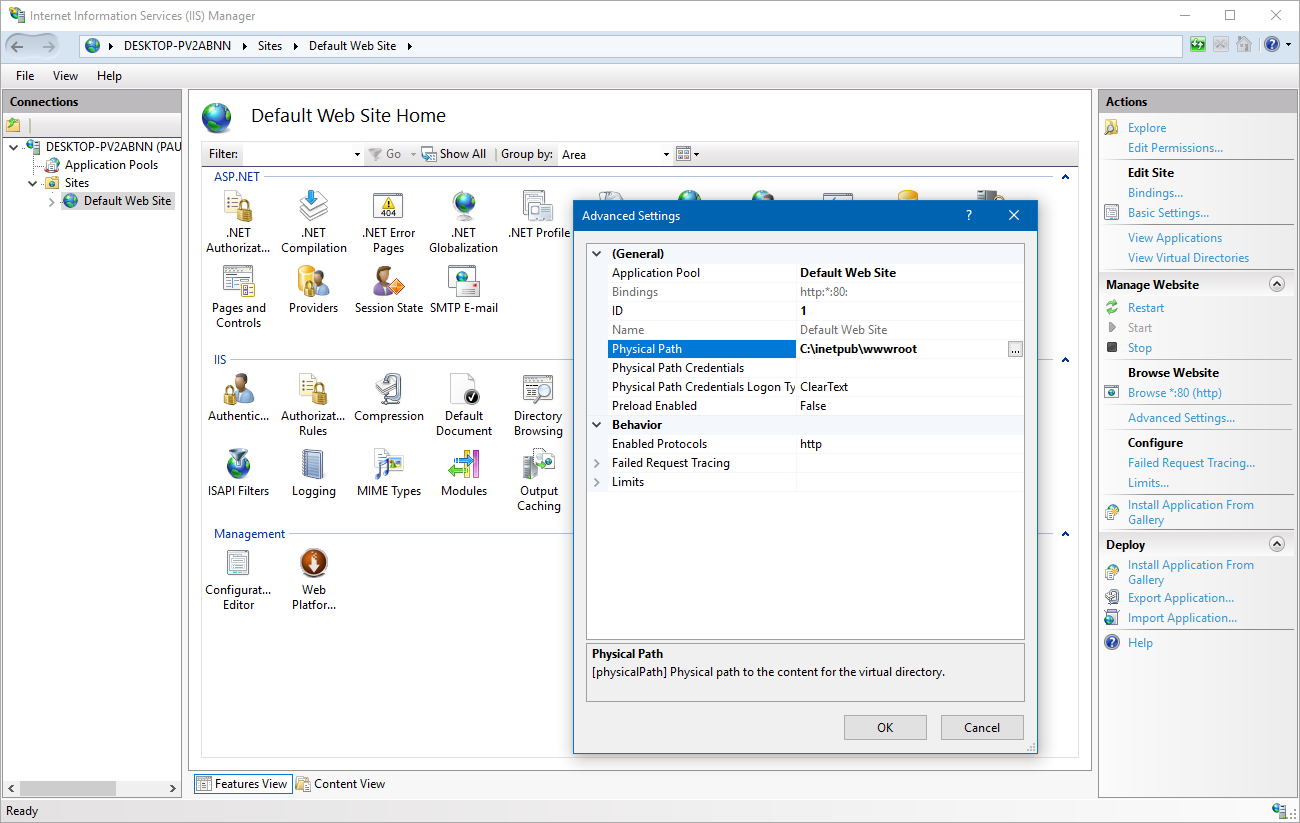 Internet Information Services (IIS) Manager
DESKTOP-PV2ABNN
Sites
Default Web Site
File
View
Help
Connections
DESKTOP-PV2ABNN (PAU
Application Pools
Sites
Default Web Site
Default Web Site Home
Filter:
Go
Show All
Group by:
Area
ASP.NET
.NET
Authorizat...
.NET
Compilation
404
.NET Error
Pages
.NET
Globalization
.NET Profile
Pages and
Controls
Providers
Session State
SMTP E-mail
IIS
Authentic...
Authorizat...
Rules
Compression
Default
Document
Directory
Browsing
ISAPI Filters
Logging
MIME Types
Modules
Output
Caching
Management
Configurat...
Editor
Web
Platfor...
Features View
Content View
Advanced Settings
?
(General)
Application Pool
Default Web Site
Bindings
http:*:80:
ID
1
Name
Default Web Site
Physical Path
C:\inetpub\wwwroot
...
Physical Path Credentials
Physical Path Credentials Logon Ty
ClearText
Preload Enabled
False
Behavior
Enabled Protocols
http
Failed Request Tracing
Limits
Physical Path
[physicalPath] Physical path to the content for the virtual directory.
OK
Cancel
Actions
Explore
Edit Permissions...
Edit Site
Bindings...
Basic Settings...
View Applications
View Virtual Directories
Manage Website
Restart
Start
Stop
Browse Website
Browse *:80 (http)
Advanced Settings...
Configure
Failed Request Tracing...
Limits...
Install Application From
Gallery
Deploy
Install Application From
Gallery
Export Application...
Import Application...
Help
Ready